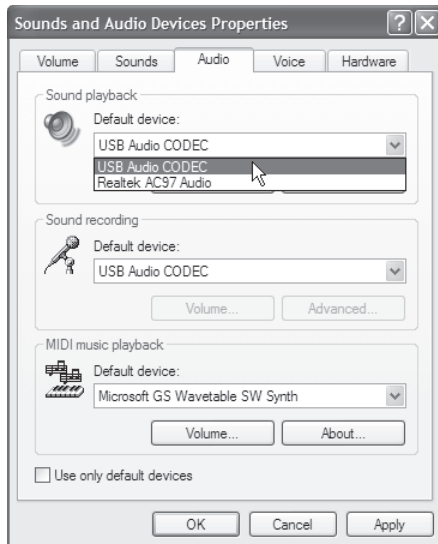 Sounds and Audio Devices Properties
Volume Sounds Audio Voice Hardware
Sound playback
Default device:
USB Audio CODEC
USB Audio CODEC
Realtek AC97 Audio
Sound recording
Default device:
USB Audio CODEC
Volume... Advanced...
MIDI music playback
Default device:
Microsoft GS Wavetable SW Synth
Volume... About...
Use only default devices
OK Cancel Apply